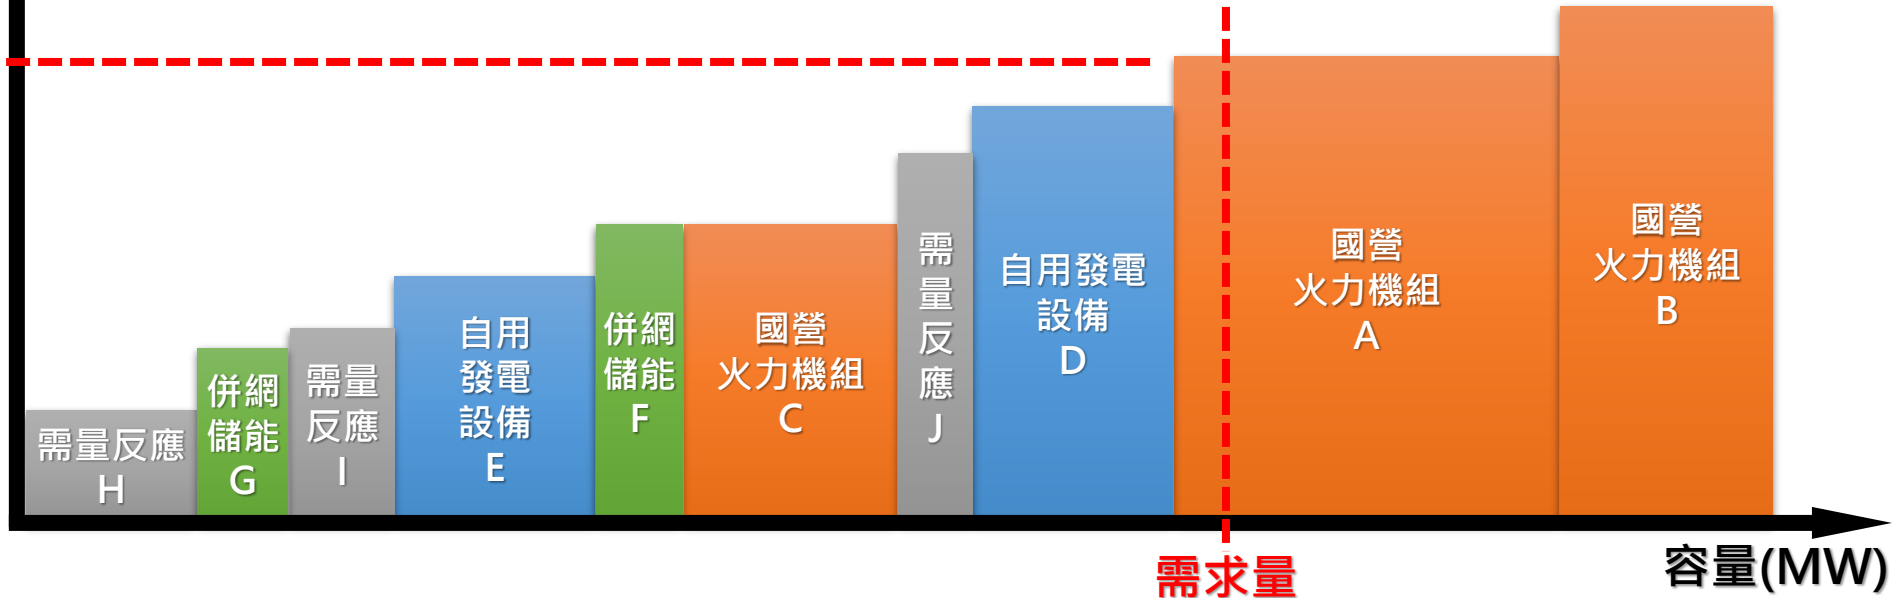 需量反應
H
併網
儲能
G
需量
反應
I
自用
發電
設備
E
併網
儲能
F
國營
火力機組
C
需
量
反
應
J
自用發電
設備
D
國營
火力機組
A
國營
火力機組
B
需求量
容量(MW)